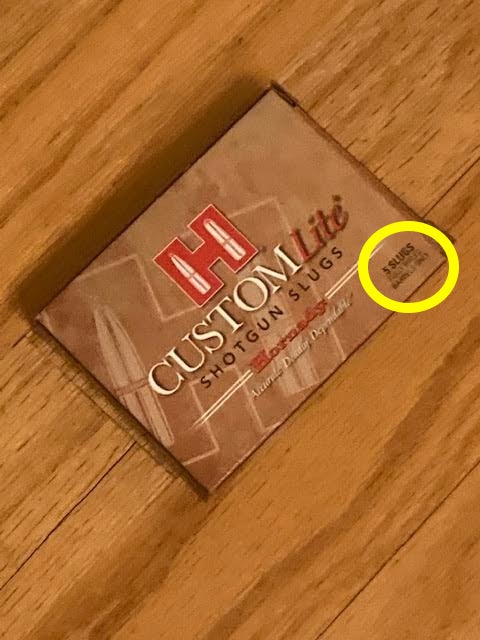 H
CUSTOM Lite®
SHOTGUN SLUGS
Hornady
Accurate. Deadly. Dependable.
5 SLUGS